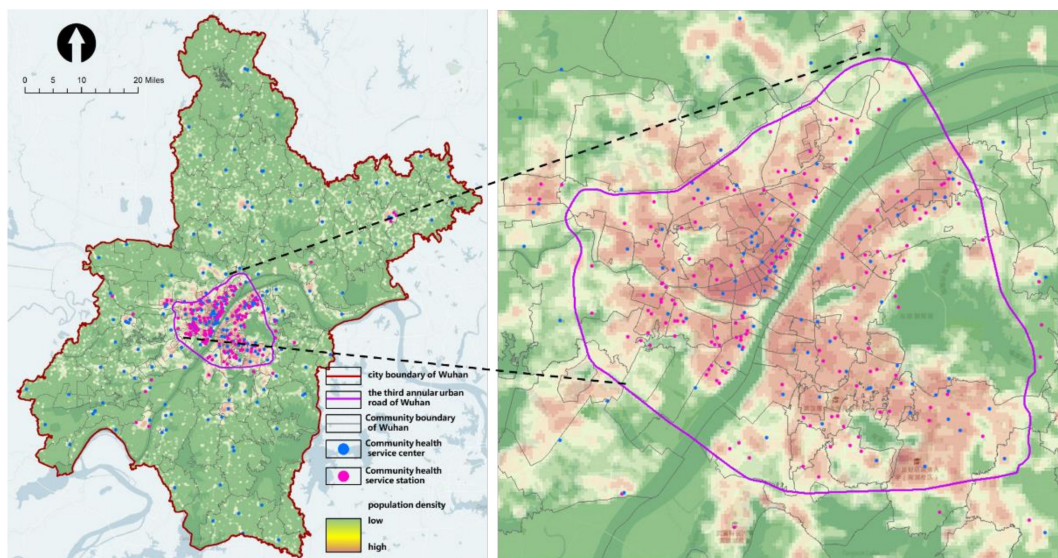 0
5
10
20 Miles
city boundary of Wuhan
the third annular urban
road of Wuhan
Community boundary
of Wuhan
Community health
service center
Community health
service station
population density
low
high